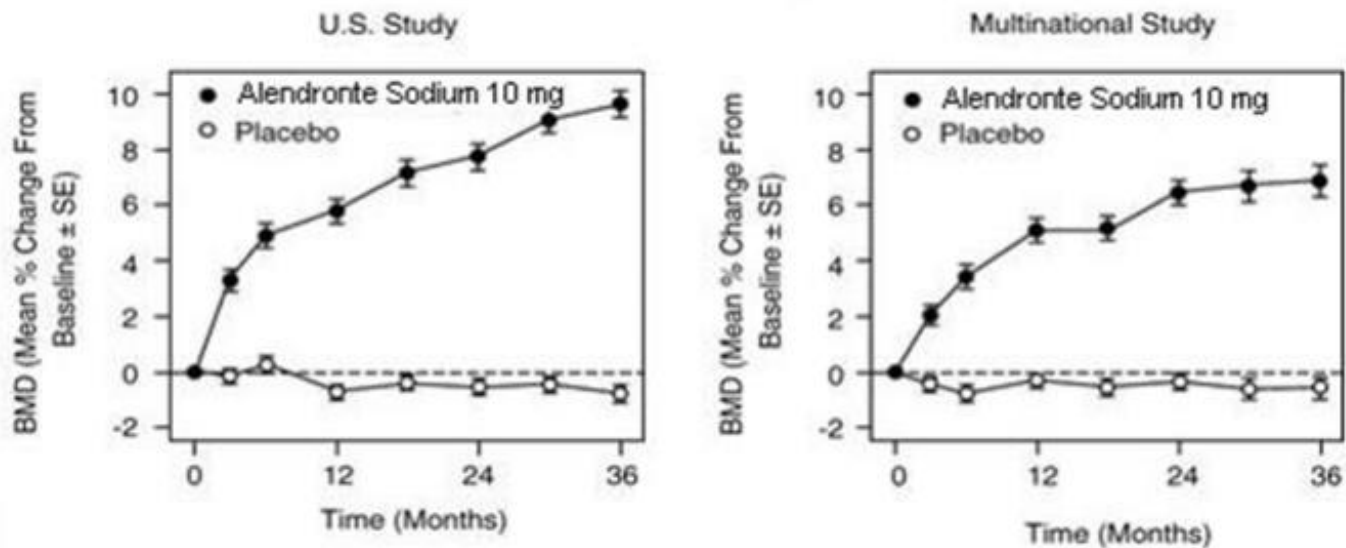 U.S. Study
BMD (Mean % Change From
Baseline ± SE)
10
8
6
4
2
0
-2
Alendronte Sodium 10 mg
Placebo
0 12 24 36
Time (Months)
Multinational Study
BMD (Mean % Change From
Baseline ± SE)
10
8
6
4
2
0
-2
Alendronte Sodium 10 mg
Placebo
0 12 24 36
Time (Months)